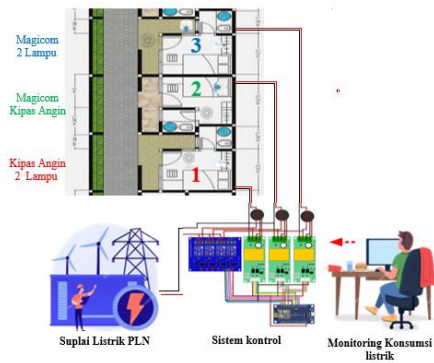 Magicom
2 Lampu
3
Magicom
Kipas Angin
2
Kipas Angin
2 Lampu
1
Suplai Listrik PLN
Sistem kontrol
Monitoring Konsumsi
listrik